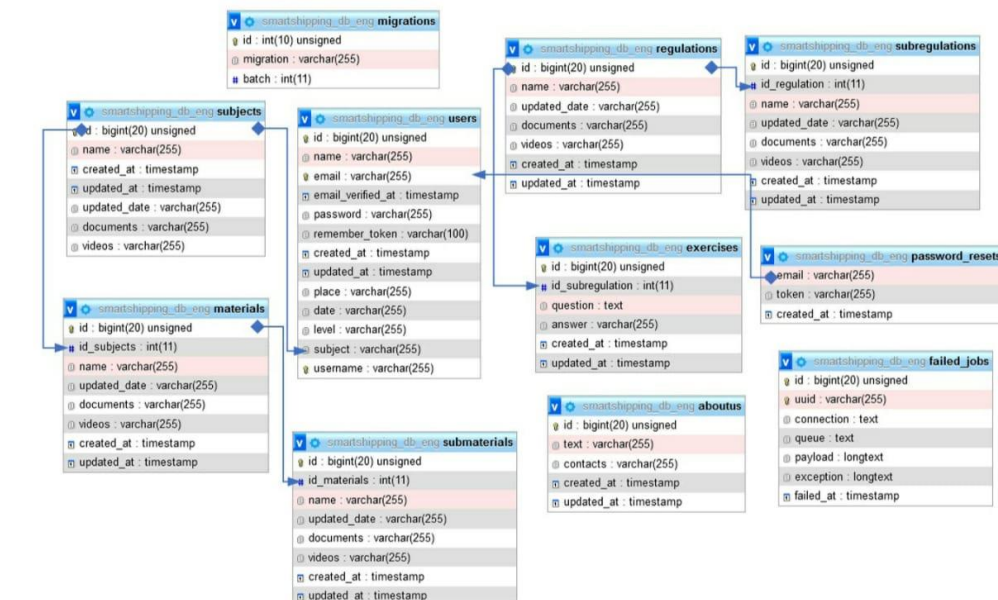 smartshipping_db_eng migrations
id : int(10) unsigned
migration : varchar(255)
batch : int(11)
smartshipping_db_eng subjects
id : bigint(20) unsigned
name : varchar(255)
created_at : timestamp
updated_at : timestamp
updated_date : varchar(255)
documents : varchar(255)
videos : varchar(255)
smartshipping_db_eng users
id : bigint(20) unsigned
name : varchar(255)
email : varchar(255)
email_verified_at : timestamp
password : varchar(255)
remember_token : varchar(100)
created_at : timestamp
updated_at : timestamp
place : varchar(255)
date : varchar(255)
level : varchar(255)
subject : varchar(255)
username : varchar(255)
smartshipping_db_eng regulations
id : bigint(20) unsigned
name : varchar(255)
updated_date : varchar(255)
documents : varchar(255)
videos : varchar(255)
created_at : timestamp
updated_at : timestamp
smartshipping_db_eng subregulations
id : bigint(20) unsigned
id_regulation : int(11)
name : varchar(255)
updated_date : varchar(255)
documents : varchar(255)
videos : varchar(255)
created_at : timestamp
updated_at : timestamp
smartshipping_db_eng exercises
id : bigint(20) unsigned
id_subregulation : int(11)
question : text
answer : varchar(255)
created_at : timestamp
updated_at : timestamp
smartshipping_db_eng password_resets
email : varchar(255)
token : varchar(255)
created_at : timestamp
smartshipping_db_eng materials
id : bigint(20) unsigned
id_subjects : int(11)
name : varchar(255)
updated_date : varchar(255)
documents : varchar(255)
videos : varchar(255)
created_at : timestamp
updated_at : timestamp
smartshipping_db_eng submaterials
id : bigint(20) unsigned
id_materials : int(11)
name : varchar(255)
updated_date : varchar(255)
documents : varchar(255)
videos : varchar(255)
created_at : timestamp
updated_at : timestamp
smartshipping_db_eng aboutus
id : bigint(20) unsigned
text : varchar(255)
contacts : varchar(255)
created_at : timestamp
updated_at : timestamp
smartshipping_db_eng failed_jobs
id : bigint(20) unsigned
uuid : varchar(255)
connection : text
queue : text
payload : longtext
exception : longtext
failed_at : timestamp